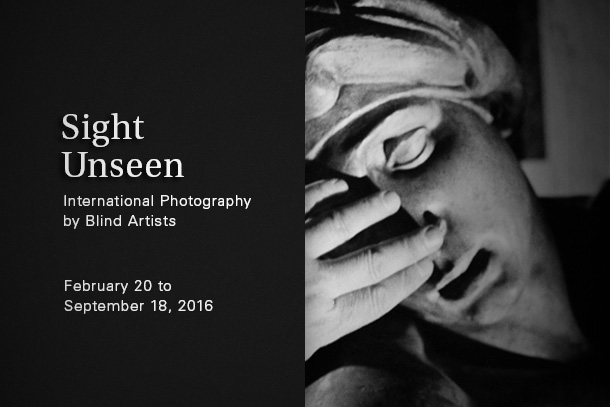 Sight
Unseen
International Photography
by Blind Artists
February 20 to
September 18, 2016